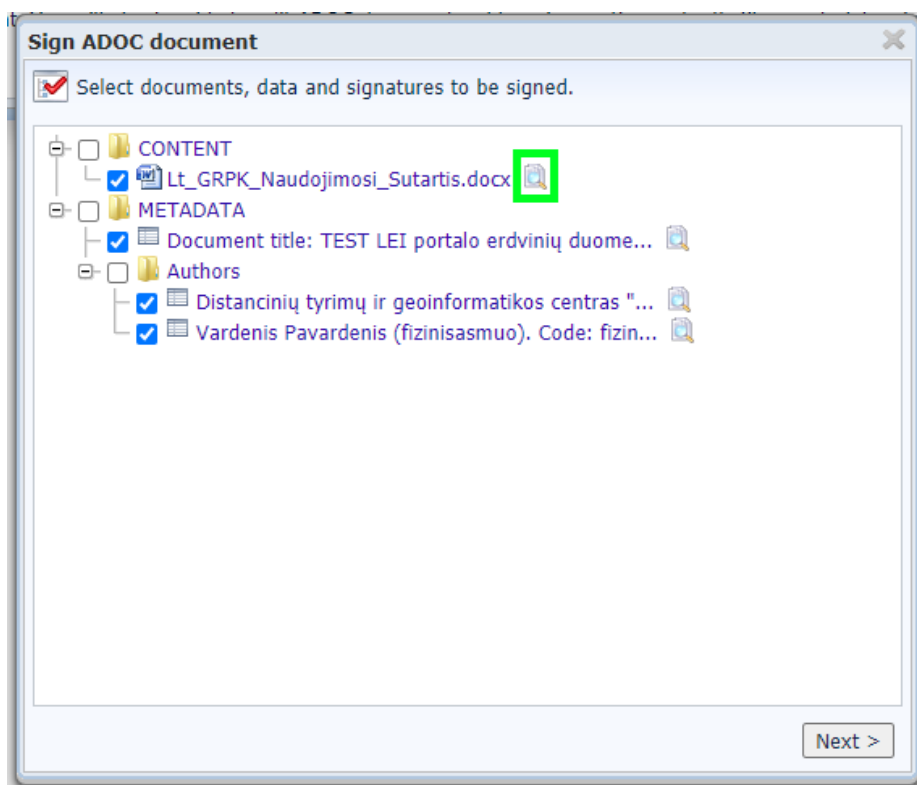 Sign ADOC document
Select documents, data and signatures to be signed.
CONTENT
Lt_GRPK_Naudojimosi_Sutartis.docx
METADATA
Document title: TEST LEI portalo erdvinių duome...
Authors
Distancinių tyrimų ir geoinformatikos centras "...
Vardenis Pavardenis (fizinisasmuo). Code: fizin...
Next >